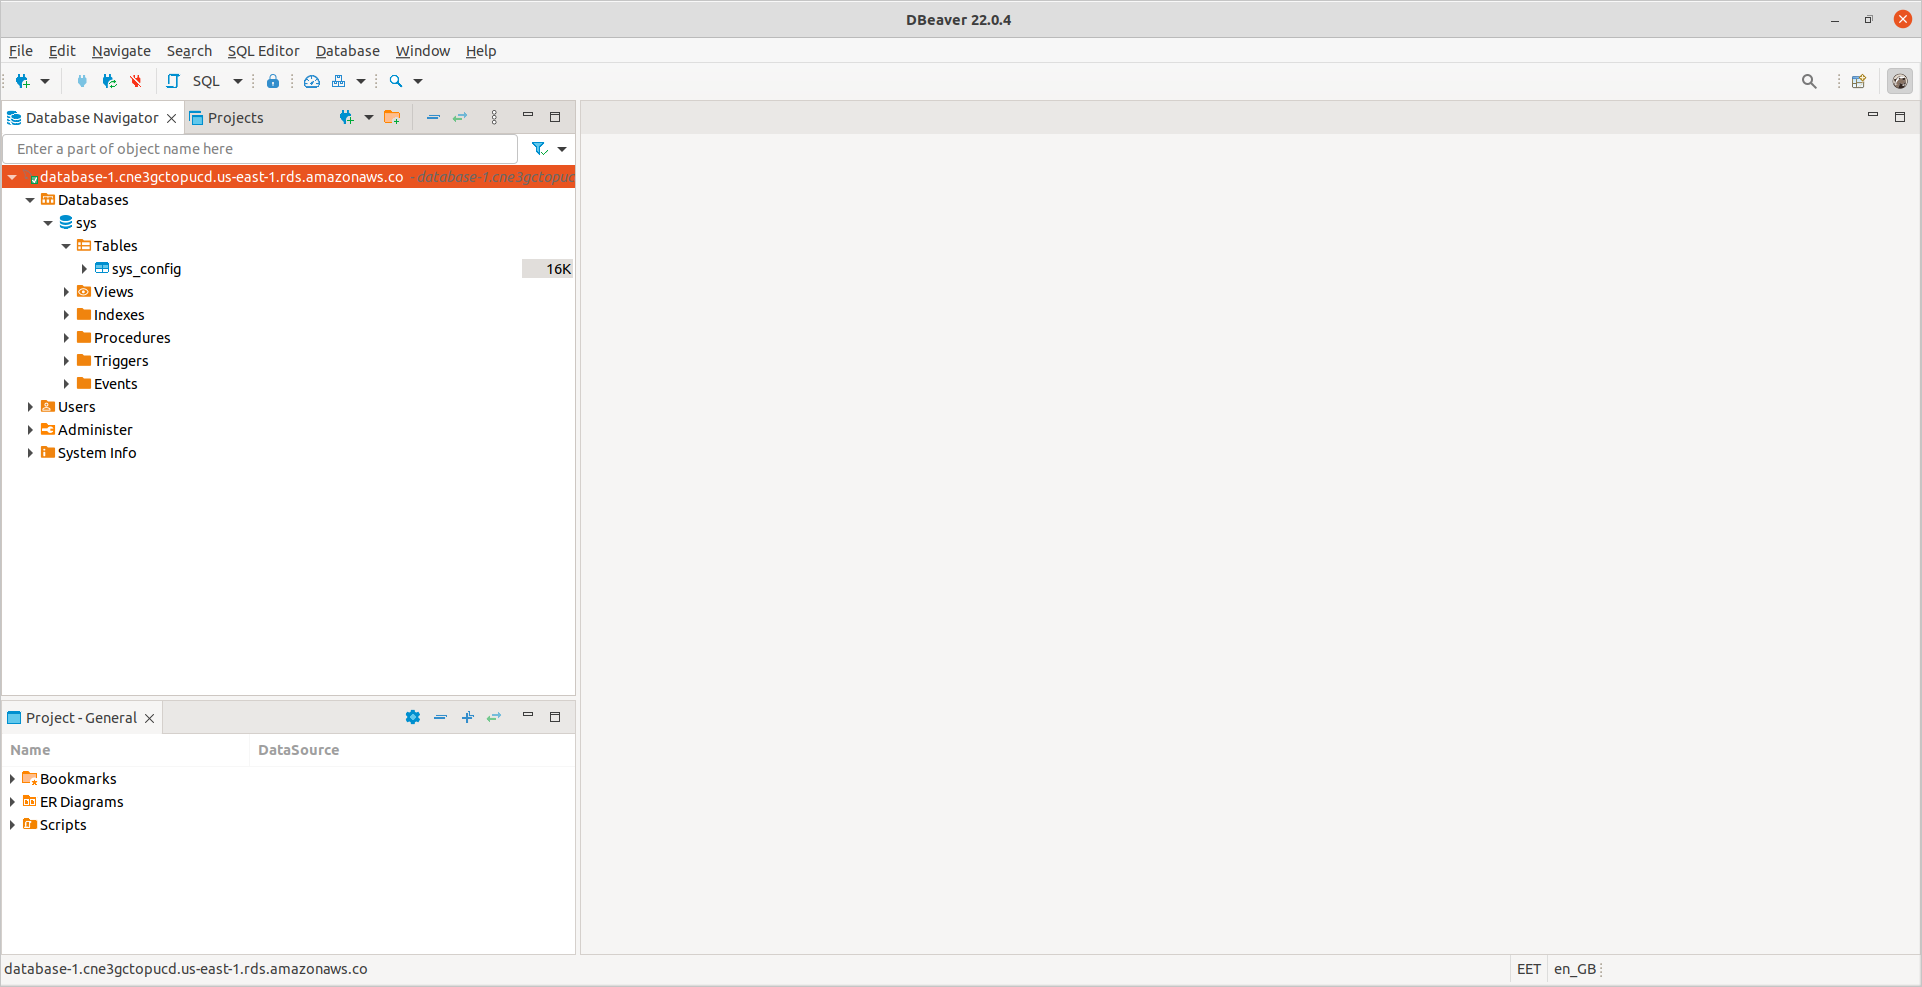 DBeaver 22.0.4
File Edit Navigate Search SQL Editor Database Window Help
SQL
Database Navigator Projects
Enter a part of object name here
database-1.cne3gctopucd.us-east-1.rds.amazonaws.co - database-1.cne3gctopuc
Databases
sys
Tables
sys_config 16K
Views
Indexes
Procedures
Triggers
Events
Users
Administer
System Info
Project - General
Name DataSource
Bookmarks
ER Diagrams
Scripts
database-1.cne3gctopucd.us-east-1.rds.amazonaws.co EET en_GB